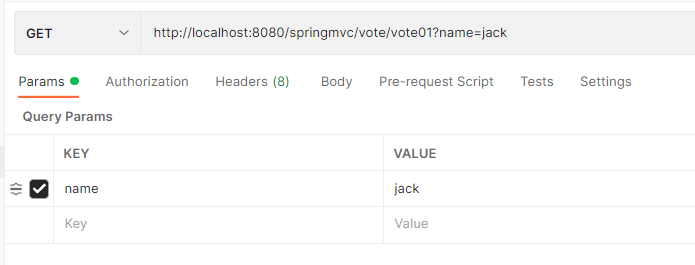 GET http://localhost:8080/springmvc/vote/vote01?name=jack
Params Authorization Headers (8) Body Pre-request Script Tests Settings
Query Params
KEY VALUE
name jack
Key Value